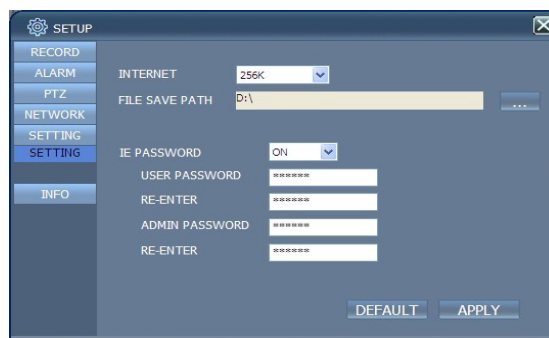 SETUP
RECORD
ALARM
PTZ
NETWORK
SETTING
SETTING
INFO
INTERNET 256K
FILE SAVE PATH D:\ ...
IE PASSWORD ON
USER PASSWORD ******
RE-ENTER ******
ADMIN PASSWORD ******
RE-ENTER ******
DEFAULT APPLY